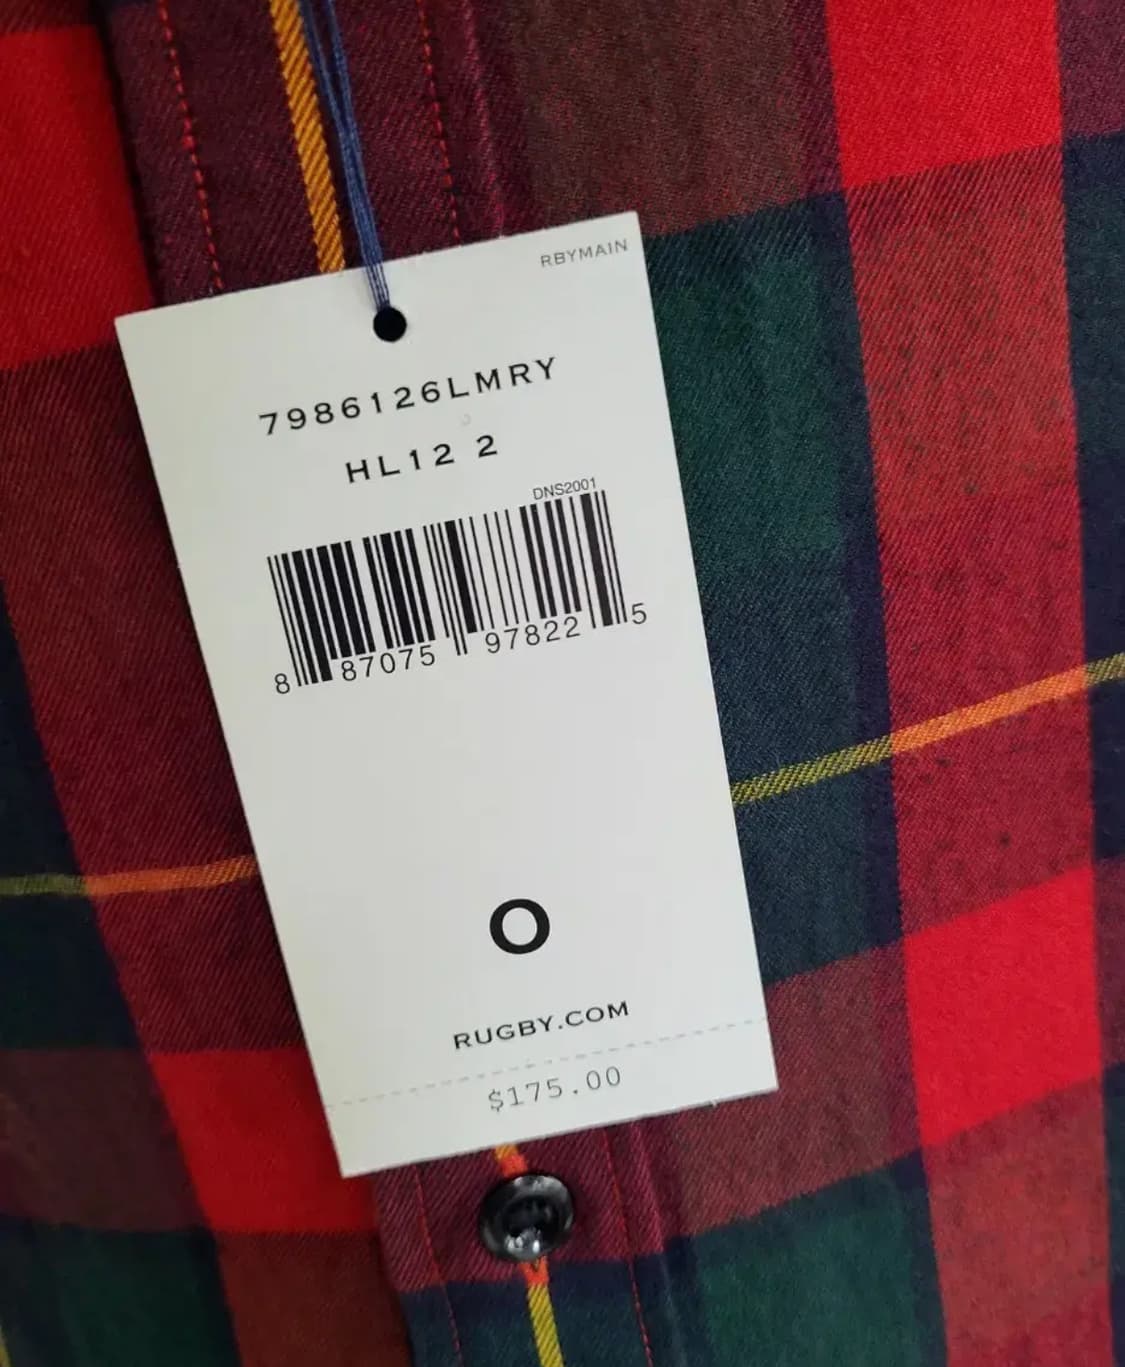 RBYMAIN
7986126LMRY
HL12 2
DNS2001
8 87075 97822 5
O
RUGBY.COM
$175.00